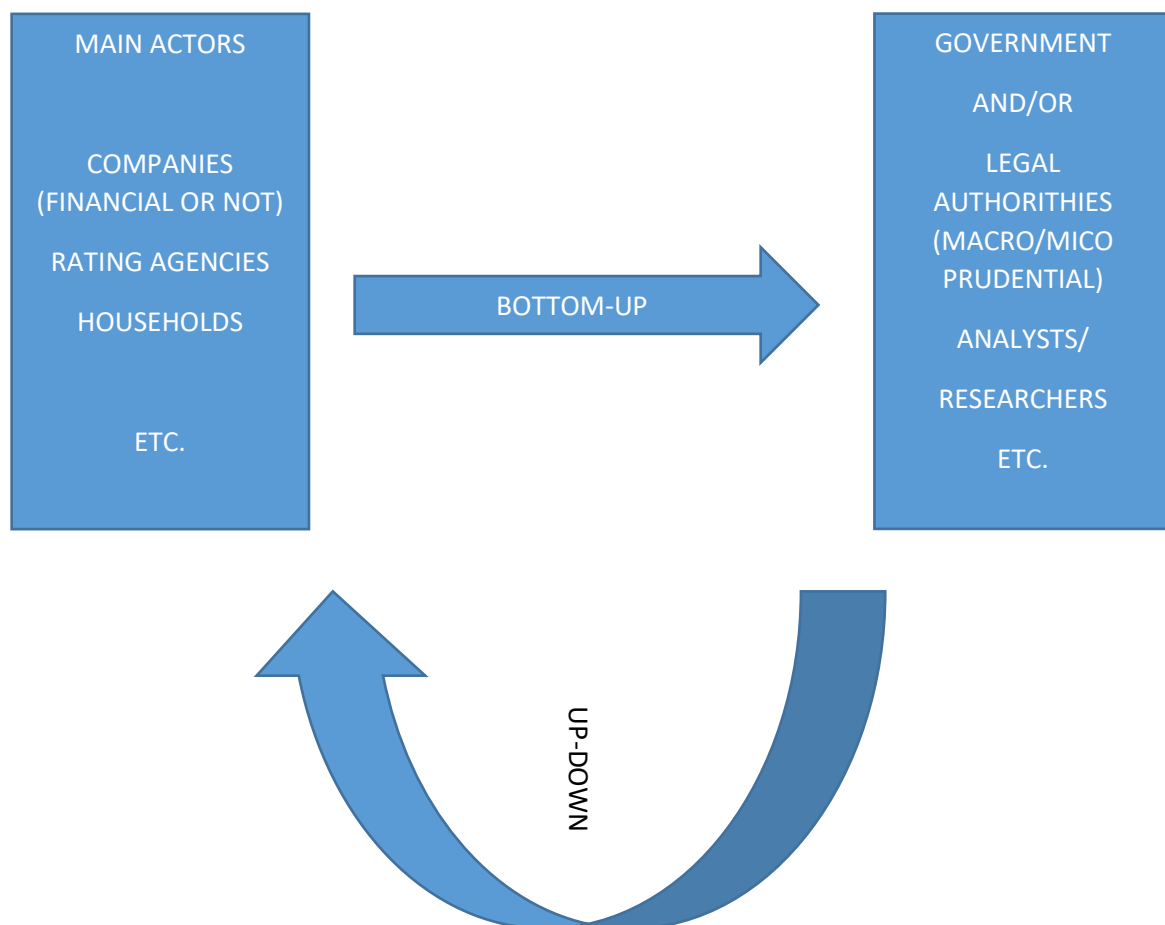 MAIN ACTORS
COMPANIES
(FINANCIAL OR NOT)
RATING AGENCIES
HOUSEHOLDS
ETC.
BOTTOM-UP
GOVERNMENT
AND/OR
LEGAL
AUTHORITHIES
(MACRO/MICO
PRUDENTIAL)
ANALYSTS/
RESEARCHERS
ETC.
UP-DOWN